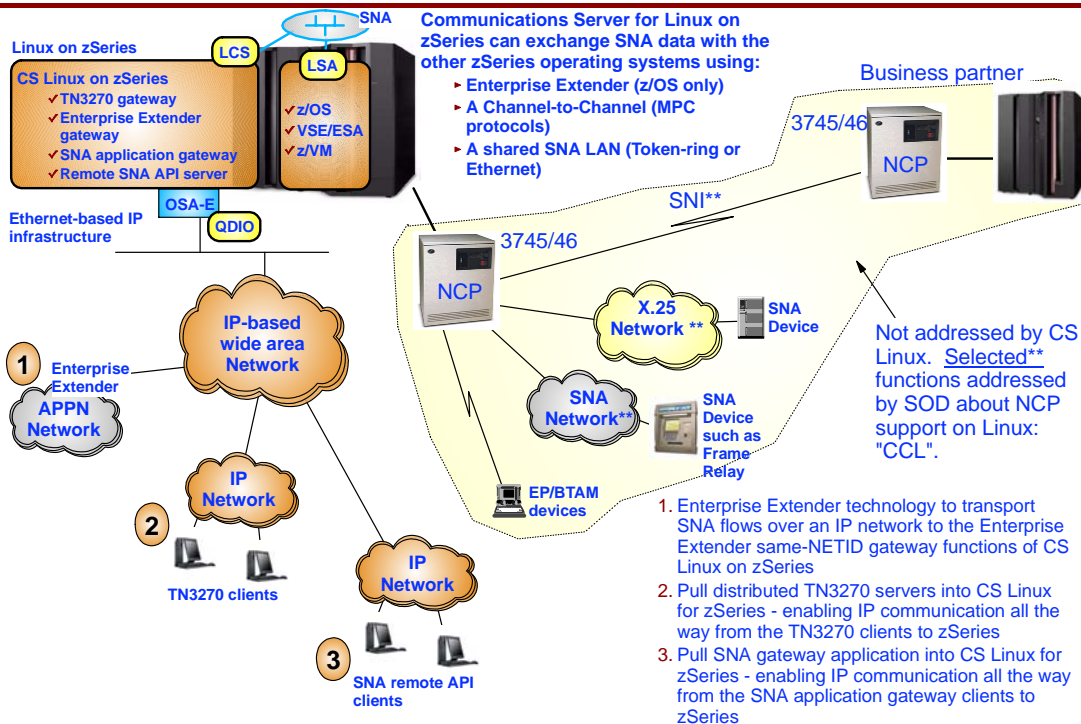 SNA
Linux on zSeries
LCS
LSA
CS Linux on zSeries
✓TN3270 gateway
✓Enterprise Extender
gateway
✓SNA application gateway
✓Remote SNA API server
✓z/OS
✓VSE/ESA
✓z/VM
Communications Server for Linux on
zSeries can exchange SNA data with the
other zSeries operating systems using:
► Enterprise Extender (z/OS only)
► A Channel-to-Channel (MPC
protocols)
► A shared SNA LAN (Token-ring or
Ethernet)
Business partner
3745/46
NCP
SNI**
OSA-E
QDIO
Ethernet-based IP
infrastructure
3745/46
NCP
X.25
Network **
SNA
Device
SNA
Network**
SNA
Device
such as
Frame
Relay
EP/BTAM
devices
Not addressed by CS
Linux. Selected**
functions addressed
by SOD about NCP
support on Linux:
"CCL".
IP-based
wide area
Network
1
Enterprise
Extender
APPN
Network
IP
Network
2
TN3270 clients
IP
Network
3
SNA remote API
clients
1. Enterprise Extender technology to transport
SNA flows over an IP network to the Enterprise
Extender same-NETID gateway functions of CS
Linux on zSeries
2. Pull distributed TN3270 servers into CS Linux
for zSeries - enabling IP communication all the
way from the TN3270 clients to zSeries
3. Pull SNA gateway application into CS Linux for
zSeries - enabling IP communication all the way
from the SNA application gateway clients to
zSeries